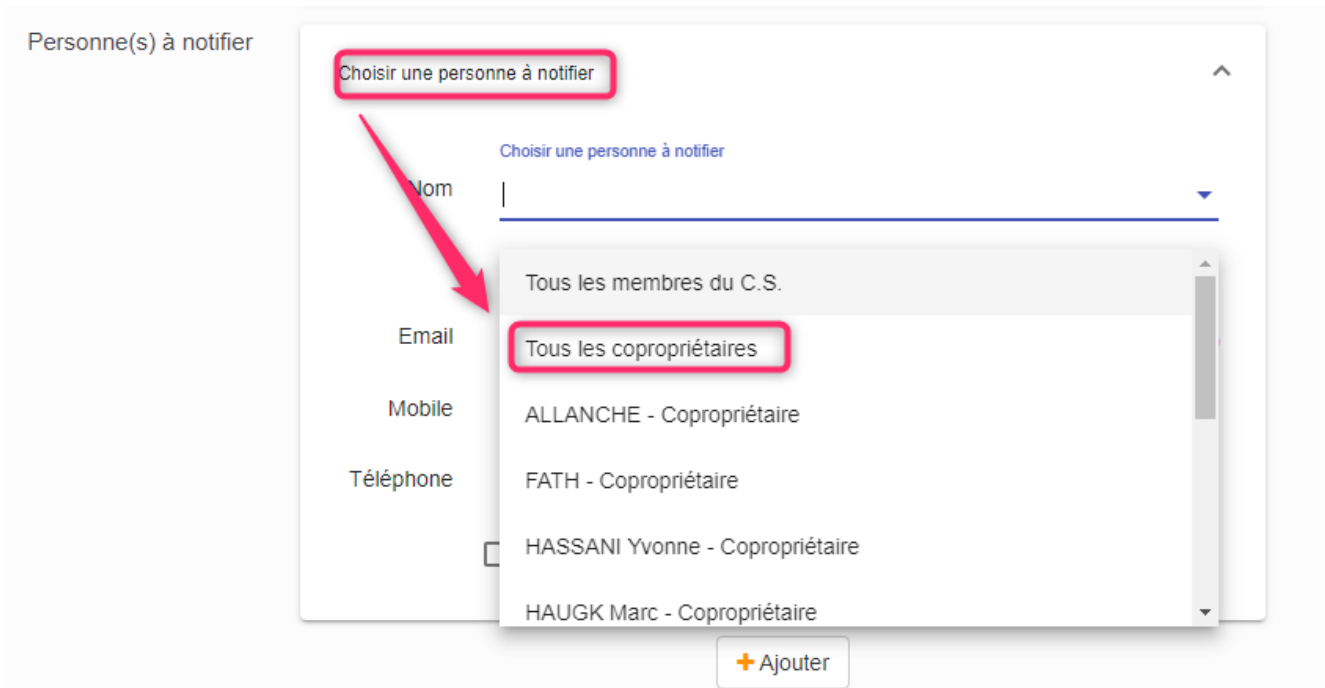 Personne(s) à notifier
Choisir une personne à notifier
Choisir une personne à notifier
Nom
Tous les membres du C.S.
Email
Tous les copropriétaires
Mobile
ALLANCHE - Copropriétaire
Téléphone
FATH - Copropriétaire
HASSANI Yvonne - Copropriétaire
HAUGK Marc - Copropriétaire
+ Ajouter